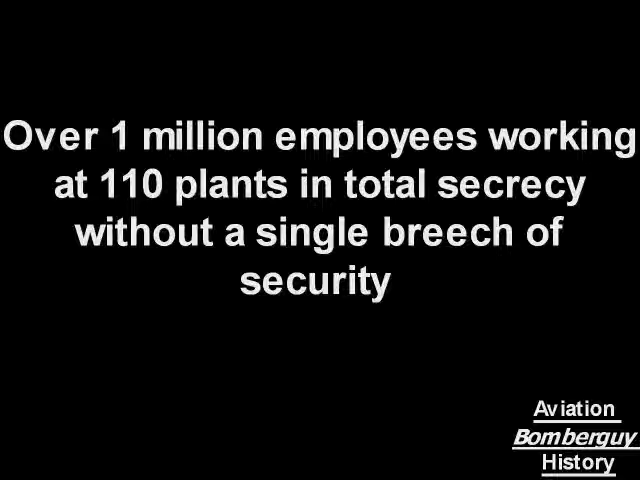 Over 1 million employees working
at 110 plants in total secrecy
without a single breech of
security
Aviation
Bomberguy
History